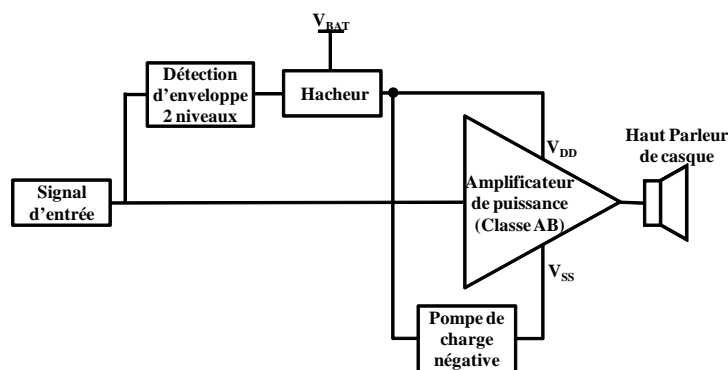 V_BAT
Détection
d'enveloppe
2 niveaux
Hacheur
Haut Parleur
de casque
V_DD
Signal
d'entrée
Amplificateur
de puissance
(Classe AB)
V_SS
Pompe de
charge
négative